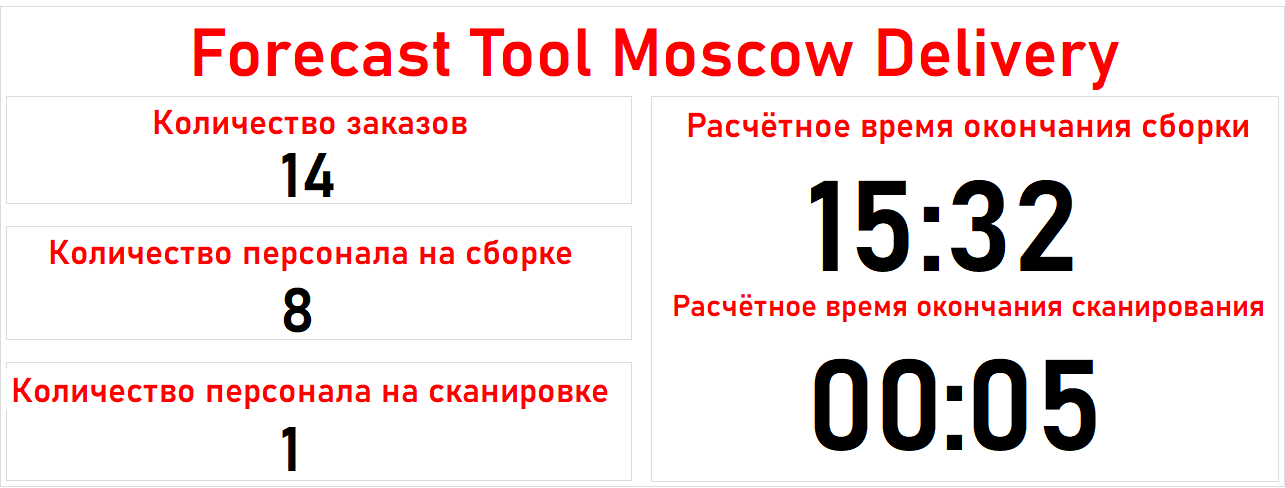 Forecast Tool Moscow Delivery
Количество заказов
14
Количество персонала на сборке
8
Количество персонала на сканировке
1
Расчётное время окончания сборки
15:32
Расчётное время окончания сканирования
00:05